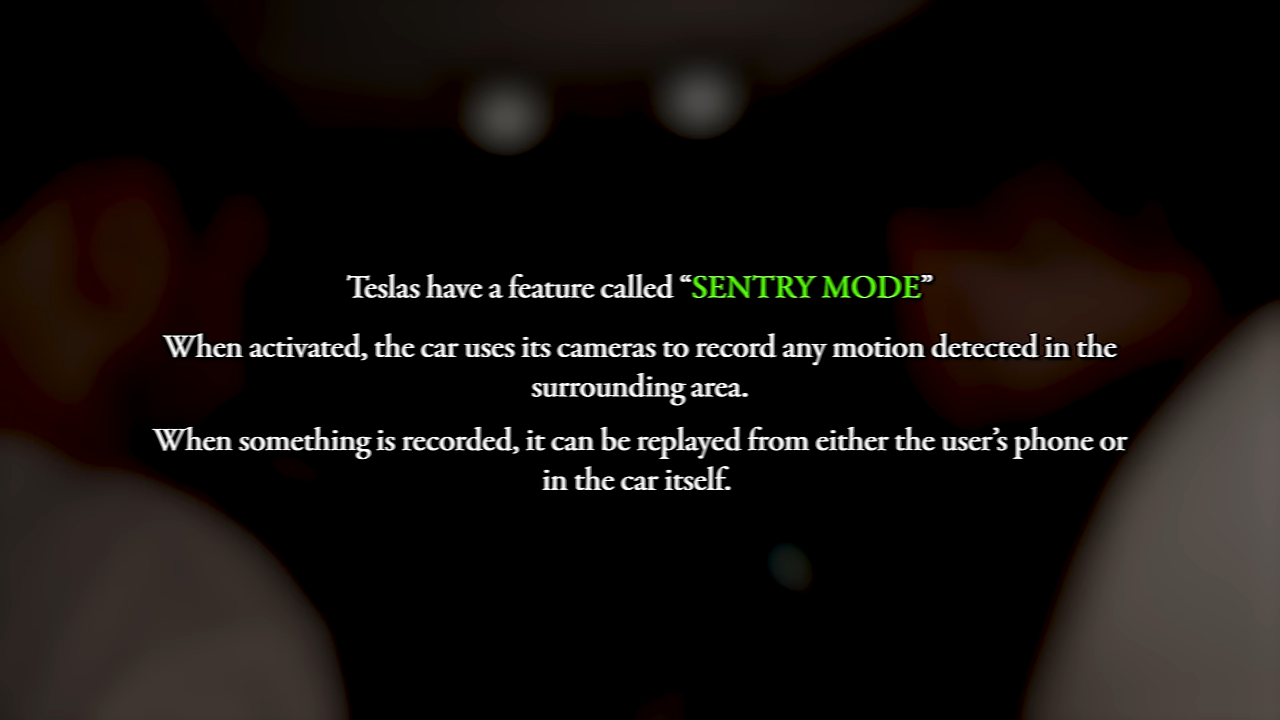 Teslas have a feature called “SENTRY MODE”
When activated, the car uses its cameras to record any motion detected in the
surrounding area.
When something is recorded, it can be replayed from either the user’s phone or
in the car itself.